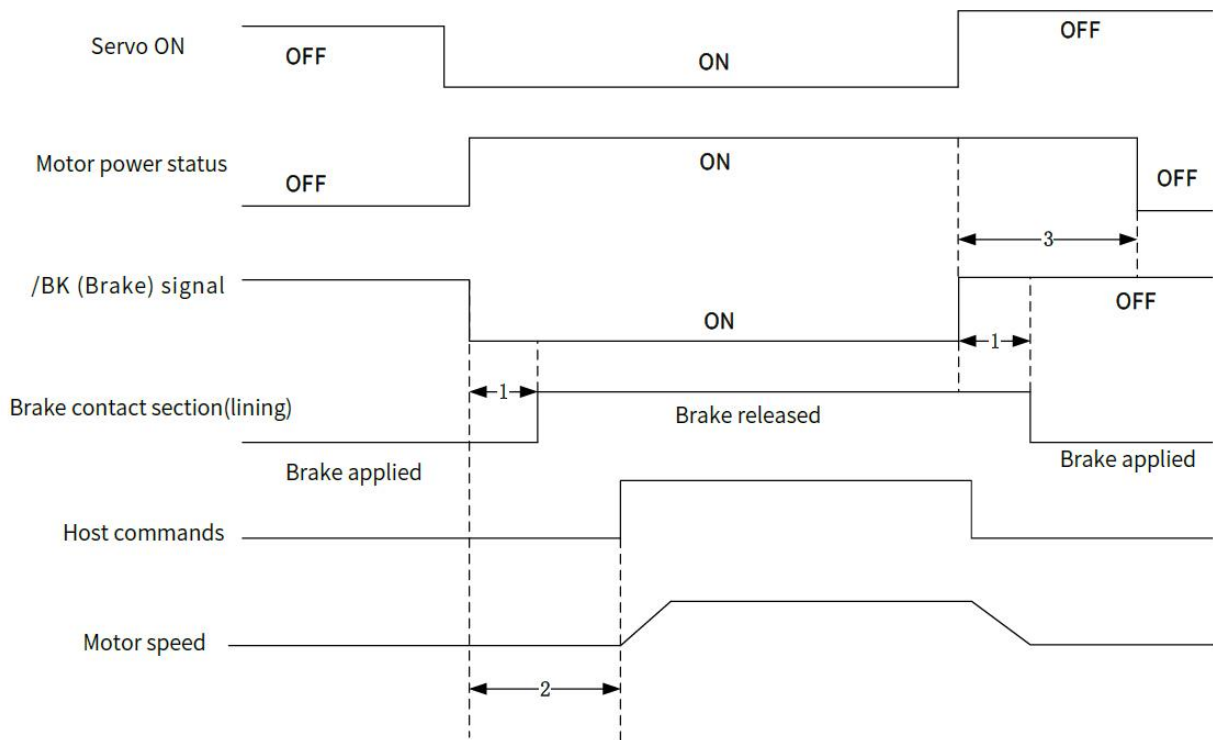 Servo ON
OFF
ON
OFF
Motor power status
OFF
ON
OFF
3
/BK (Brake) signal
ON
OFF
1
1
Brake contact section(lining)
Brake released
Brake applied
Brake applied
Host commands
Motor speed
2